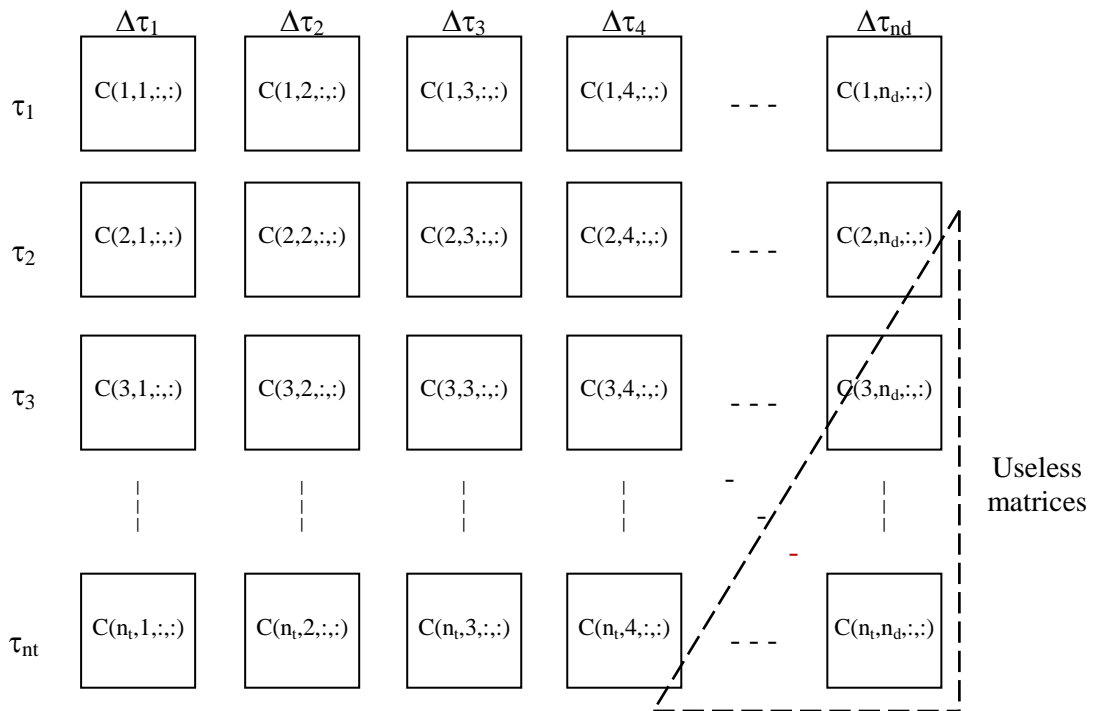 Δτ₁ Δτ₂ Δτ₃ Δτ₄ Δτnd
τ₁ C(1,1,:,:) C(1,2,:,:) C(1,3,:,:) C(1,4,:,:) - - - C(1,nd,:,:)
τ₂ C(2,1,:,:) C(2,2,:,:) C(2,3,:,:) C(2,4,:,:) - - - C(2,nd,:,:)
τ₃ C(3,1,:,:) C(3,2,:,:) C(3,3,:,:) C(3,4,:,:) - - - C(3,nd,:,:)
Useless
matrices
τnt C(nt,1,:,:) C(nt,2,:,:) C(nt,3,:,:) C(nt,4,:,:) - - - C(nt,nd,:,:)